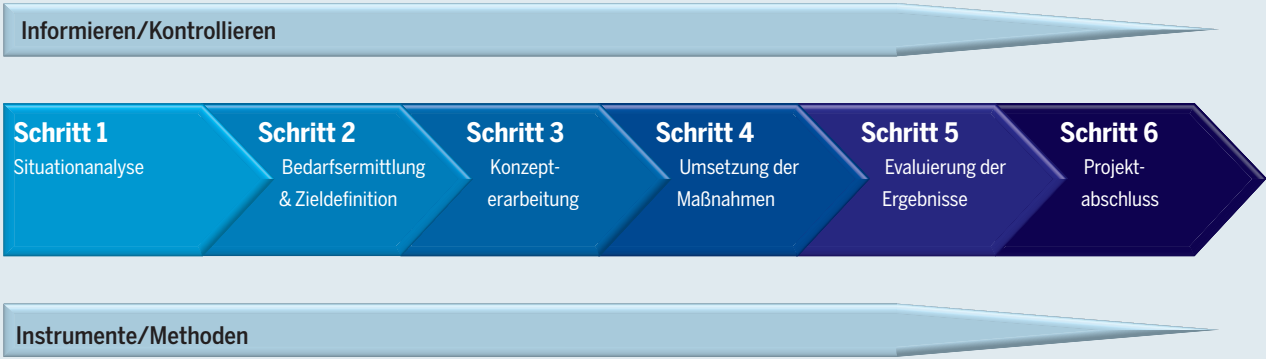 Informieren/Kontrollieren
Schritt 1
Situationanalyse
Schritt 2
Bedarfsermittlung
& Zieldefinition
Schritt 3
Konzept-
erarbeitung
Schritt 4
Umsetzung der
Maßnahmen
Schritt 5
Evaluierung der
Ergebnisse
Schritt 6
Projekt-
abschluss
Instrumente/Methoden